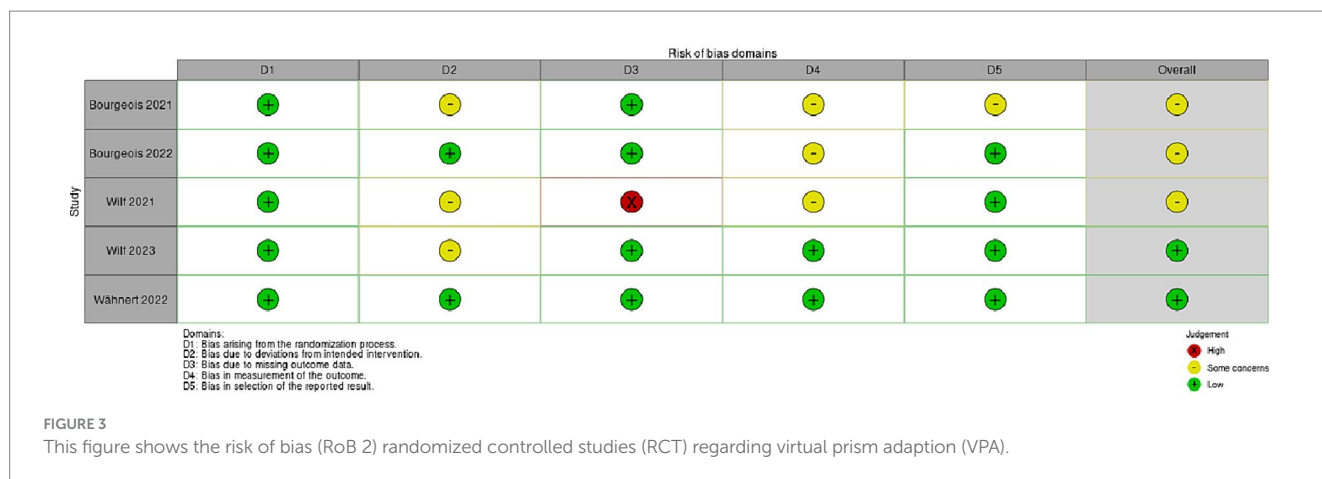 Risk of bias domains
D1 D2 D3 D4 D5 Overall
Study
Bourgeois 2021 + - + - - -
Bourgeois 2022 + + + - + -
Wilf 2021 + - X - + -
Wilf 2023 + - + + + +
Wähnert 2022 + + + + + +
Domains:
D1: Bias arising from the randomization process.
D2: Bias due to deviations from intended intervention.
D3: Bias due to missing outcome data.
D4: Bias in measurement of the outcome.
D5: Bias in selection of the reported result.
Judgement
X High
- Some concerns
+ Low
FIGURE 3
This figure shows the risk of bias (RoB 2) randomized controlled studies (RCT) regarding virtual prism adaption (VPA).